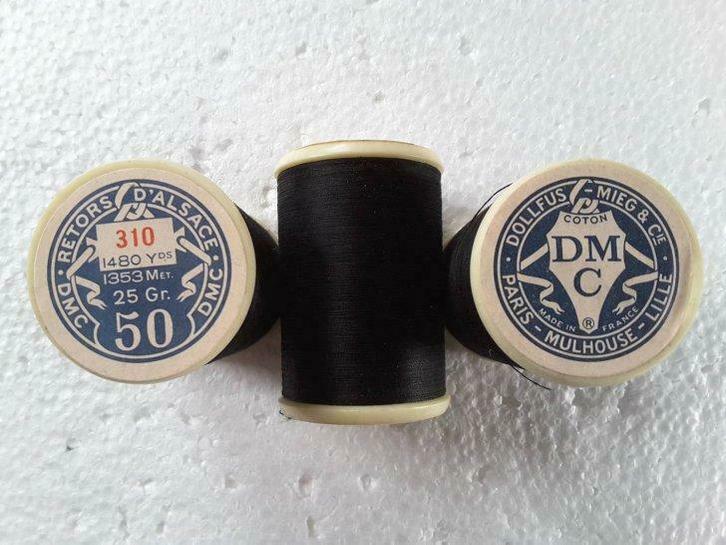 RETORS D'ALSACE
310
1480 YDS
1353 MET.
25 GR.
50
DMC
DMC
DOLLFUS - MIEG & CIE
COTON
DM
C
MADE IN ® FRANCE
PARIS - MULHOUSE - LILLE